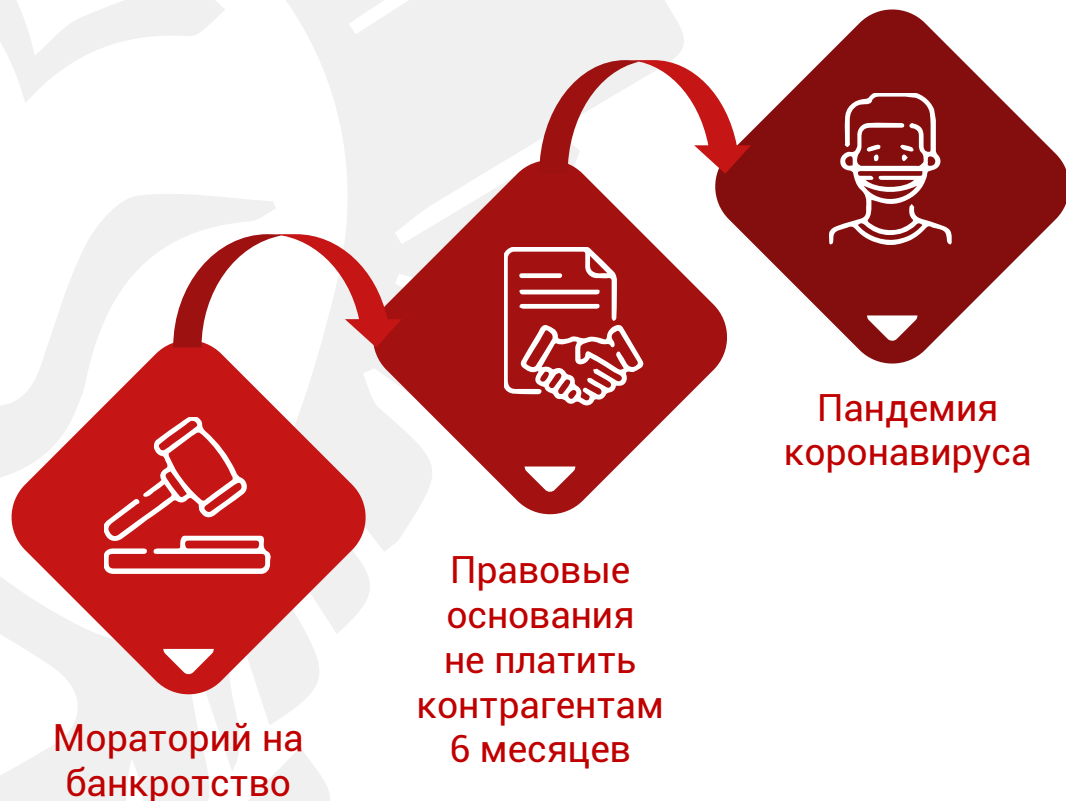 Пандемия
коронавируса
Правовые
основания
не платить
контрагентам
6 месяцев
Мораторий на
банкротство